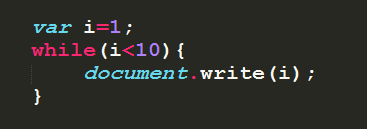 var i=1;
while(i<10){
    document.write(i);
}